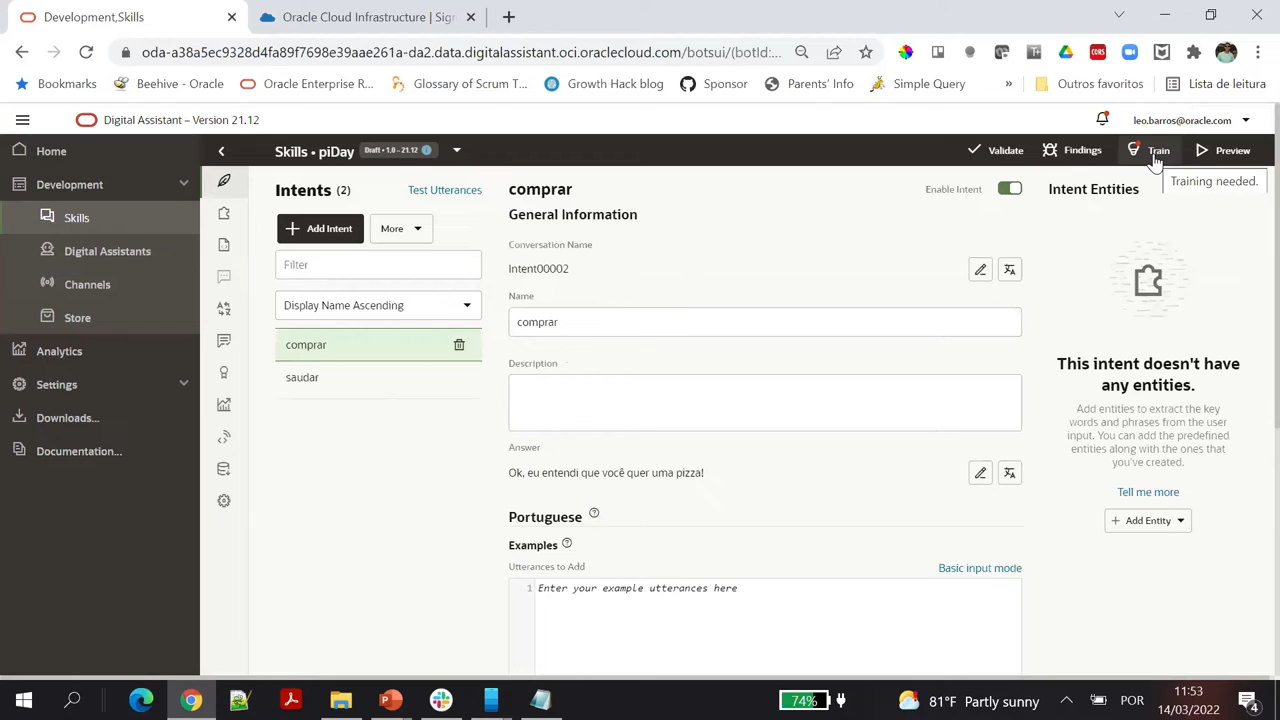 Development,Skills
Oracle Cloud Infrastructure | Sign
oda-a38a5ec9328d4fa89f7698e39aae261a-da2.data.digitalassistant.oci.oraclecloud.com/botsui/(botId:...
Bookmarks
Beehive - Oracle
Oracle Enterprise R...
Glossary of Scrum T...
Growth Hack blog
Sponsor
Parents' Info
Simple Query
»
Outros favoritos
Lista de leitura
Digital Assistant – Version 21.12
leo.barros@oracle.com
Home
Development
Skills
Digital Assistants
Channels
Store
Analytics
Settings
Downloads...
Documentation...
Skills • piDay
Draft • 1.0 - 21.12
Validate
Findings
Train
Preview
Training needed.
Intents (2)
Test Utterances
+ Add Intent
More
Filter
Display Name Ascending
comprar
saudar
comprar
Enable Intent
General Information
Conversation Name
Intent00002
Name
comprar
Description
Answer
Ok, eu entendi que você quer uma pizza!
Portuguese
Examples
Utterances to Add
Basic input mode
1 Enter your example utterances here
Intent Entities
This intent doesn't have
any entities.
Add entities to extract the key
words and phrases from the user
input. You can add the predefined
entities along with the ones that
you've created.
Tell me more
+ Add Entity
74%
81°F Partly sunny
POR
11:53
14/03/2022
4